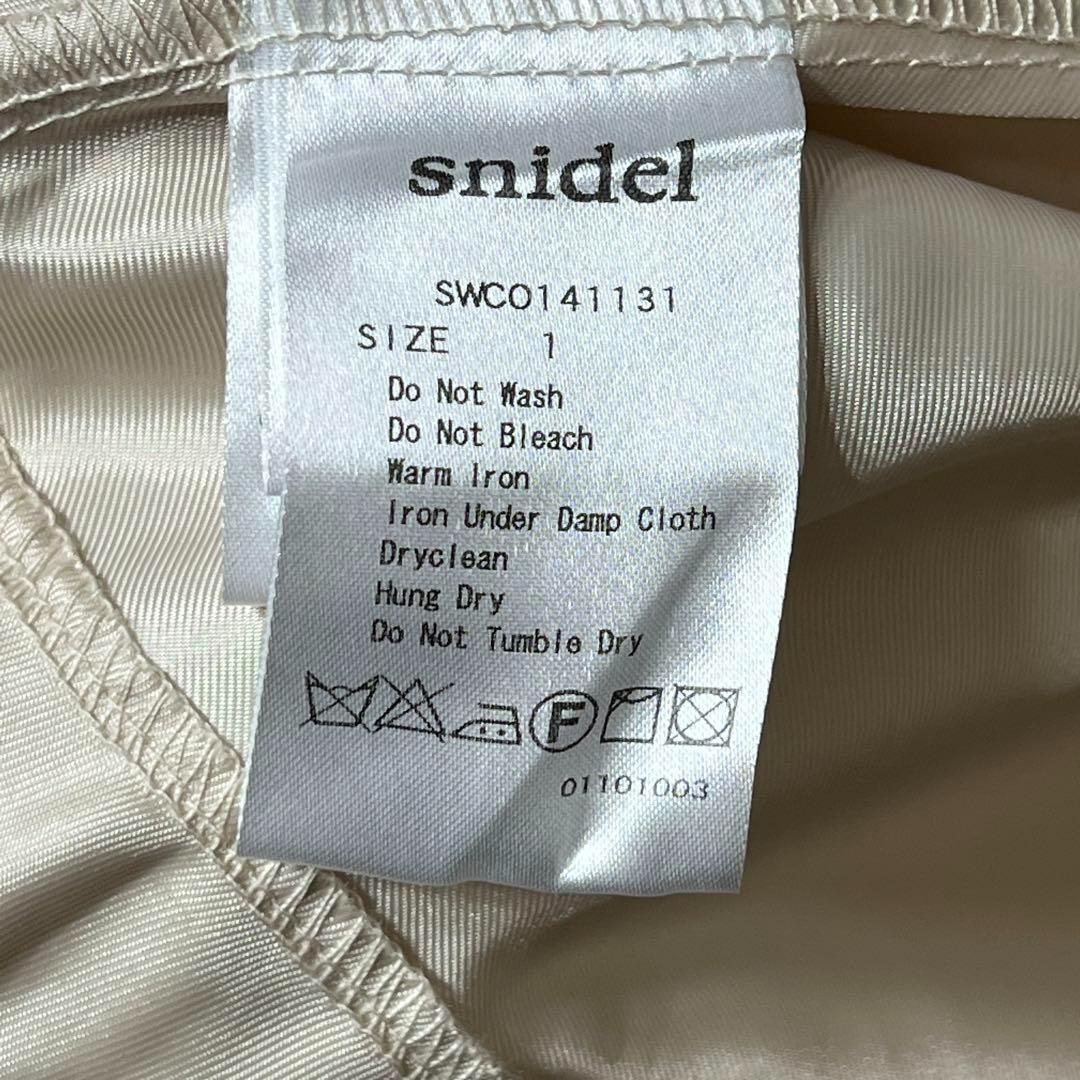 snidel
SWCO141131
SIZE 1
Do Not Wash
Do Not Bleach
Warm Iron
Iron Under Damp Cloth
Dryclean
Hung Dry
Do Not Tumble Dry
F
01101003